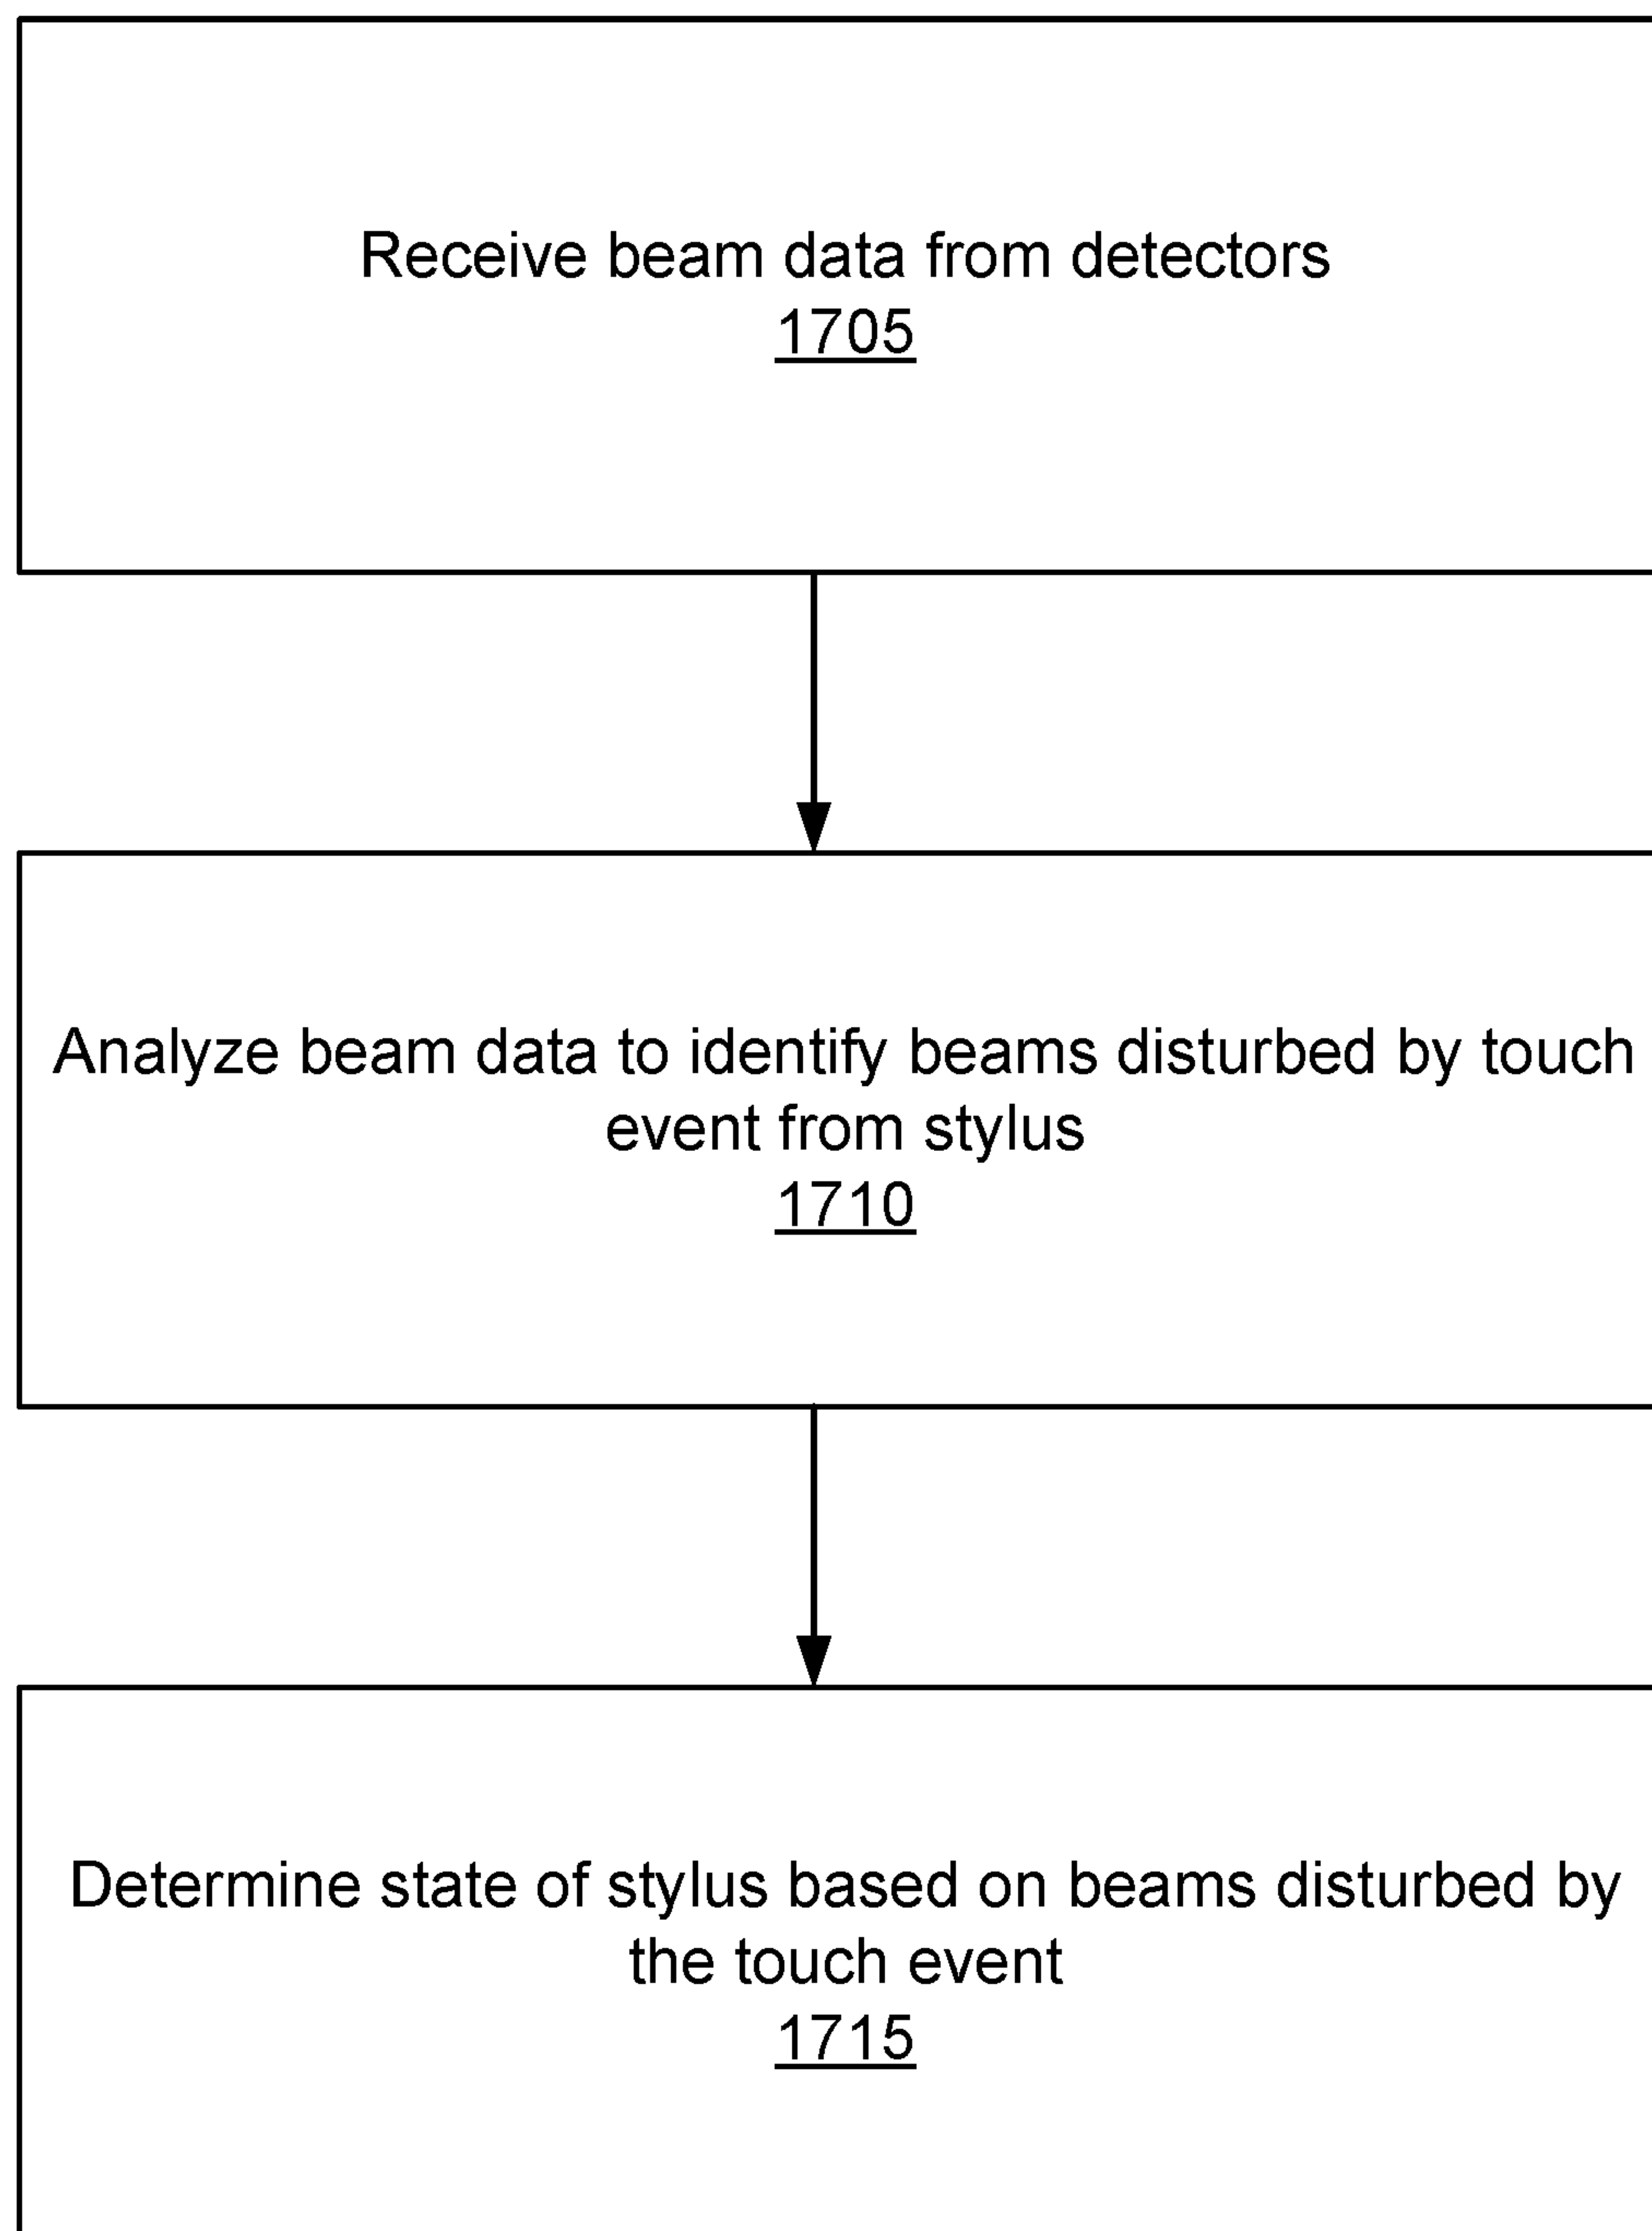 Receive beam data from detectors
1705
Analyze beam data to identify beams disturbed by touch
event from stylus
1710
Determine state of stylus based on beams disturbed by
the touch event
1715